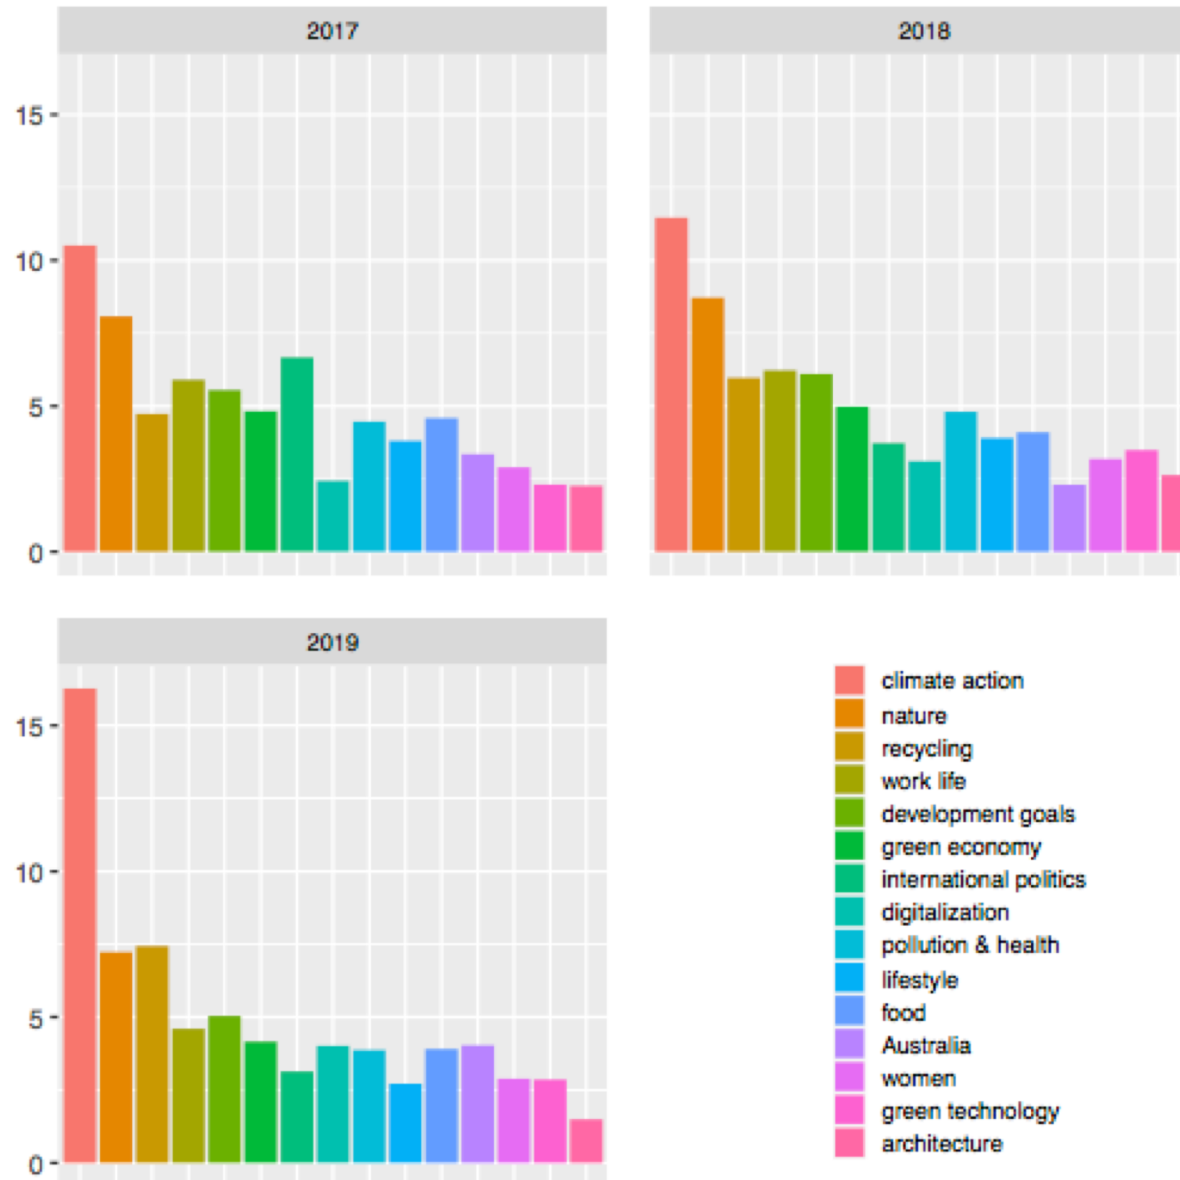 2017
2018
15
10
5
0
2019
15
10
5
0
climate action
nature
recycling
work life
development goals
green economy
international politics
digitalization
pollution & health
lifestyle
food
Australia
women
green technology
architecture